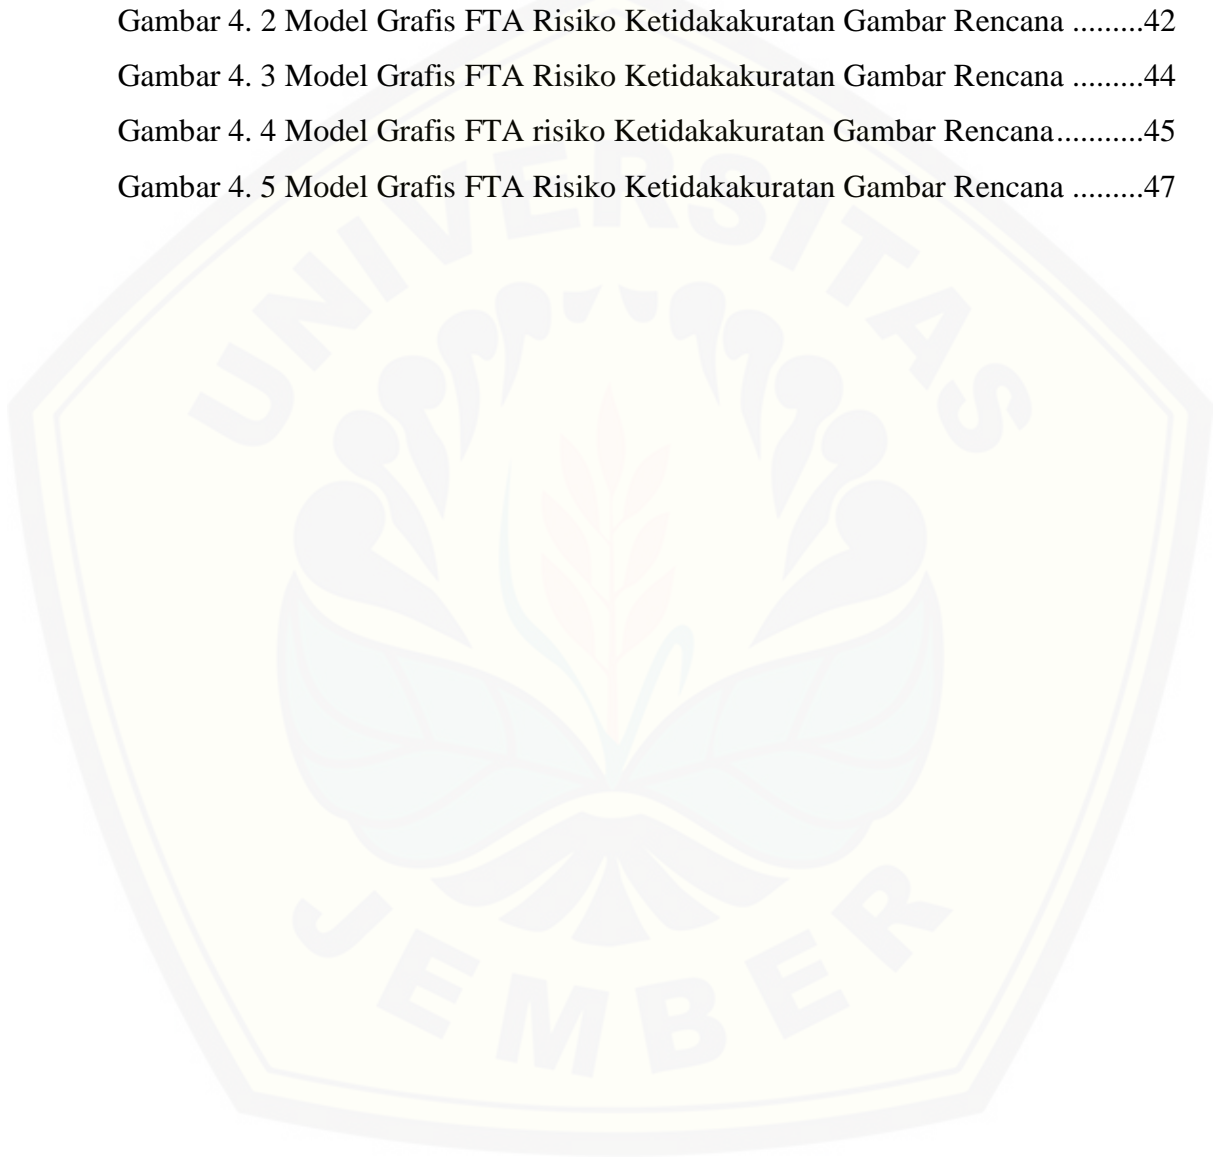 Gambar 4. 2 Model Grafis FTA Risiko Ketidakakuratan Gambar Rencana .........42
Gambar 4. 3 Model Grafis FTA Risiko Ketidakakuratan Gambar Rencana .........44
Gambar 4. 4 Model Grafis FTA risiko Ketidakakuratan Gambar Rencana...........45
Gambar 4. 5 Model Grafis FTA Risiko Ketidakakuratan Gambar Rencana .........47
UNIVERSITAS
JEMBER